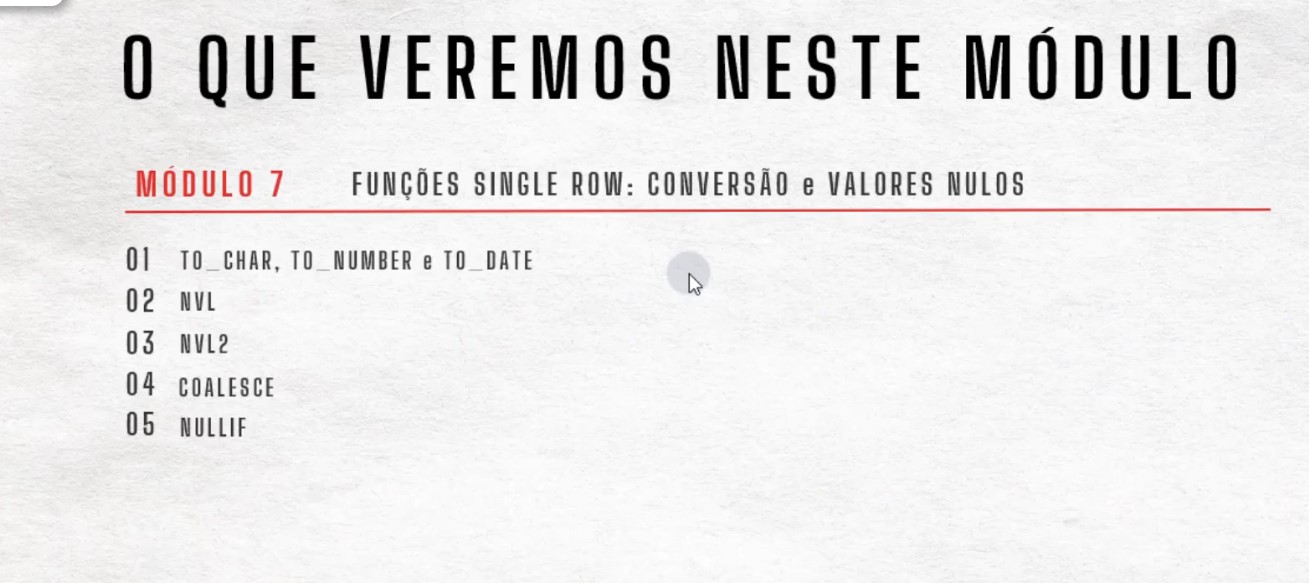 O QUE VEREMOS NESTE MÓDULO
MÓDULO 7 FUNÇÕES SINGLE ROW: CONVERSÃO e VALORES NULOS
01 TO_CHAR, TO_NUMBER e TO_DATE
02 NVL
03 NVL2
04 COALESCE
05 NULLIF